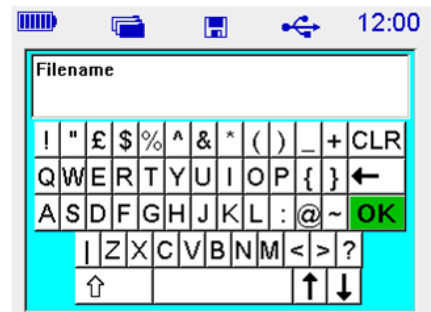 12:00
Filename
! " £ $ % ^ & * ( ) _ + CLR
Q W E R T Y U I O P { } ←
A S D F G H J K L : @ ~ OK
| Z X C V B N M < > ?
⇧ ↑ ↓